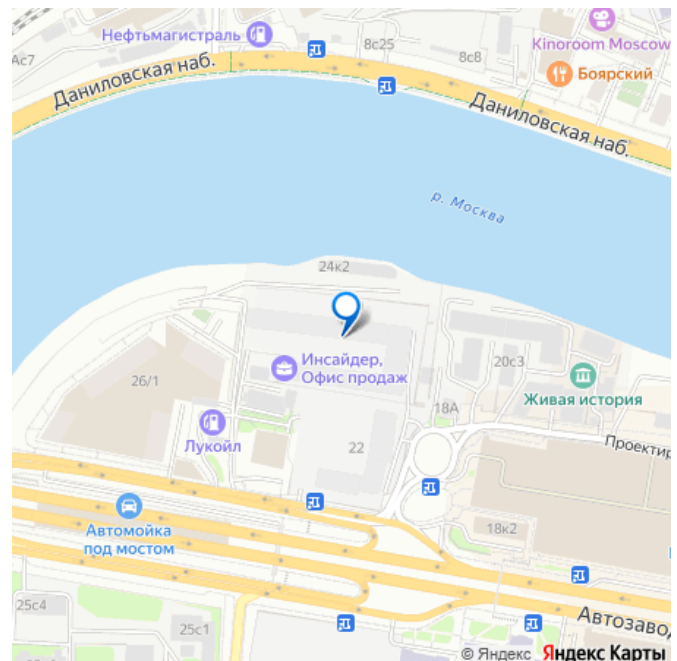 Нефтьмагистраль
8с25
8с8
Kinoroom Moscow
Боярский
Ас7
Даниловская наб.
Даниловская наб.
р. Москва
24к2
Инсайдер,
Офис продаж
26/1
20с3
Живая история
18А
Лукойл
22
Проектир
18к2
Автомойка
под мостом
25с4
25с1
Автозавод
© Яндекс Яндекс Карты